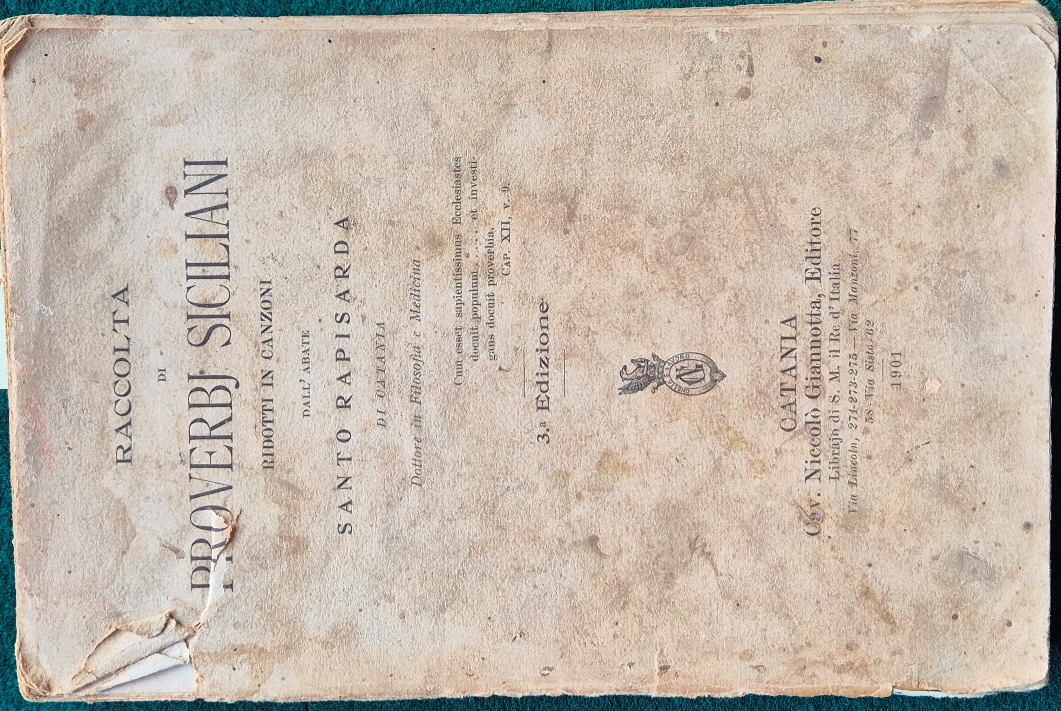 RACCOLTA
DI
PROVERBJ SICILIANI
RIDOTTI IN CANZONI
DALL' ABATE
SANTO RAPISARDA
DI CATANIA
Dottore in Filosofia e Medicina
Cum esset sapientissimus Ecclesiastes
docuit populum ..... et investi-
gans docuit proverbia.
CAP. XII, v. 9.
3.ª Edizione
CATANIA
Cav. Niccolò Giannotta, Editore
Librajo di S. M. il Re d'Italia
Via Lincoln, 271-273-275 — Via Manzoni, 77
58 - Via Sisto - 62
1901